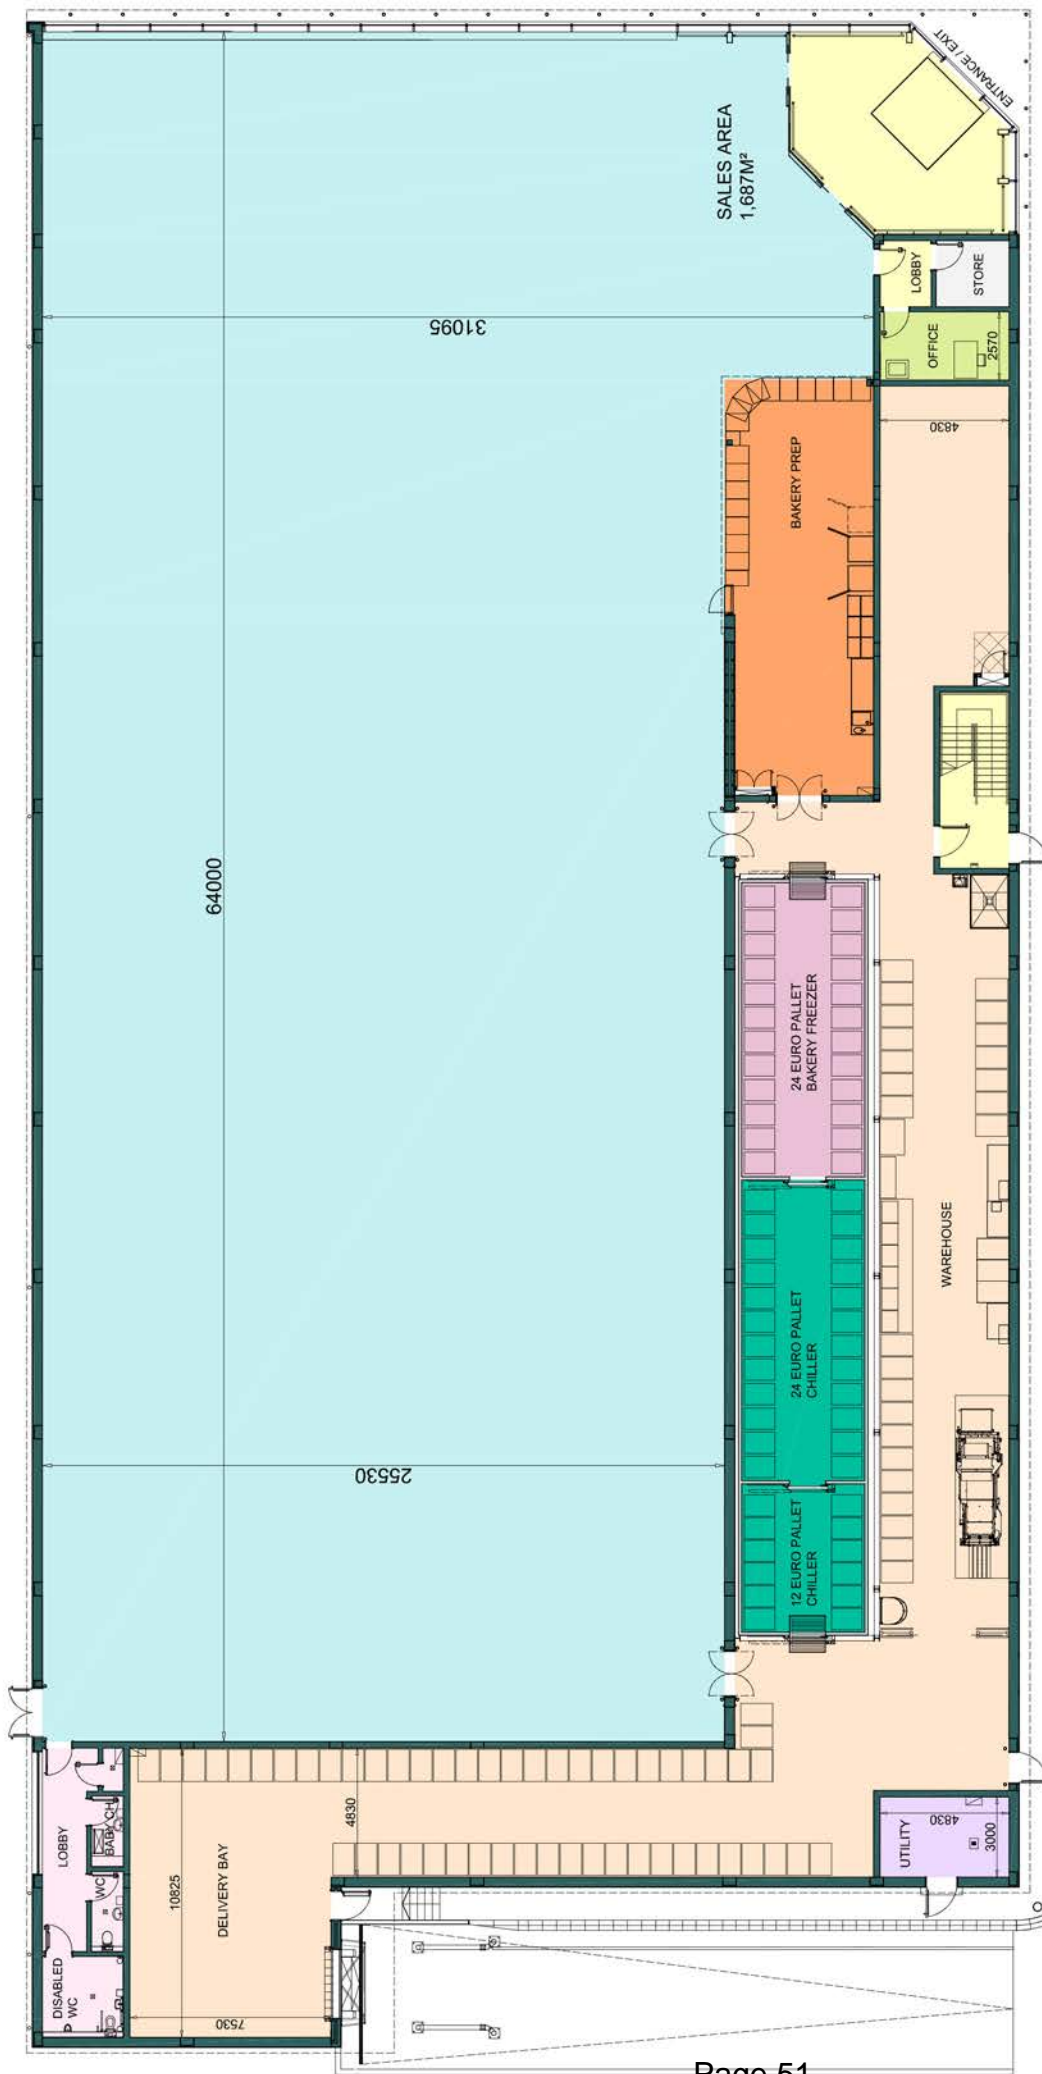 ENTRANCE / EXIT
SALES AREA
1,687M²
LOBBY
STORE
31095
OFFICE
2570
4830
BAKERY PREP
64000
24 EURO PALLET
BAKERY FREEZER
WAREHOUSE
24 EURO PALLET
CHILLER
25530
12 EURO PALLET
CHILLER
LOBBY
BABY CH
WC
DISABLED
WC
10825
4830
DELIVERY BAY
7530
UTILITY
4830
3000
Page 51